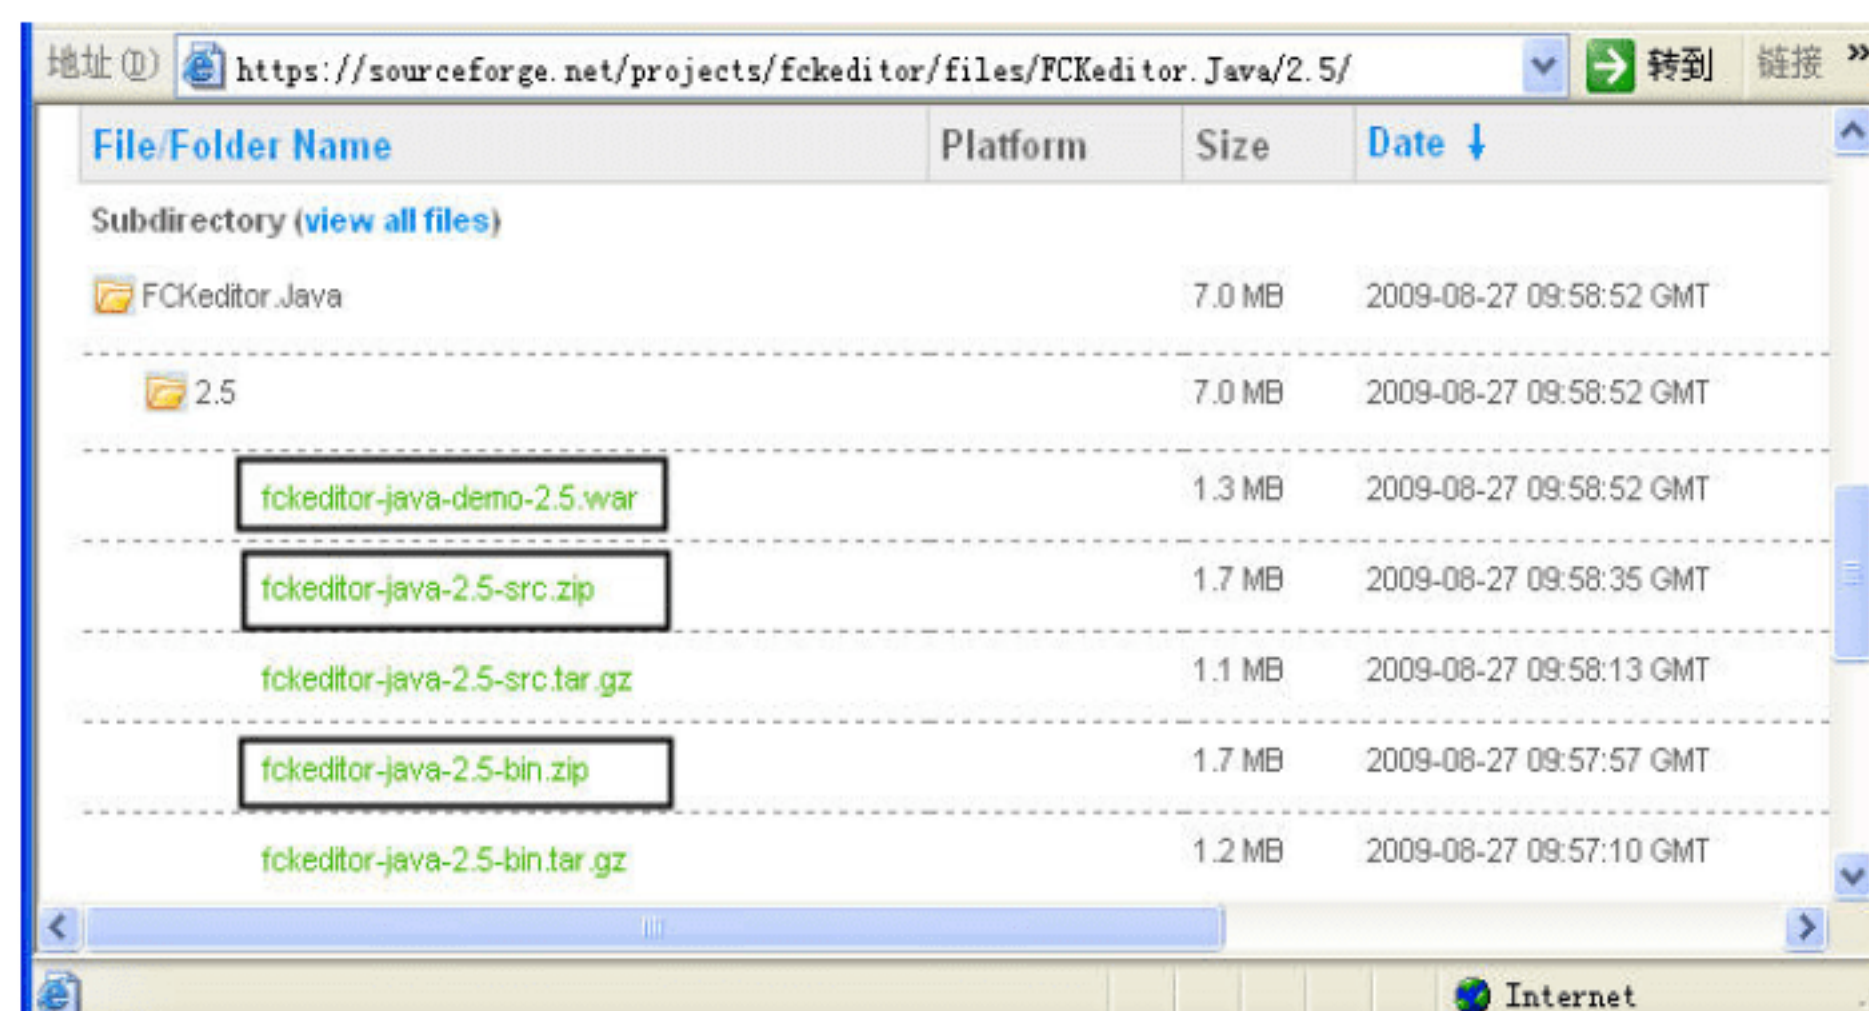 地址(D) https://sourceforge.net/projects/fckeditor/files/FCKeditor.Java/2.5/ 转到 链接 »
File/Folder Name Platform Size Date ↓
Subdirectory (view all files)
FCKeditor.Java 7.0 MB 2009-08-27 09:58:52 GMT
2.5 7.0 MB 2009-08-27 09:58:52 GMT
fckeditor-java-demo-2.5.war 1.3 MB 2009-08-27 09:58:52 GMT
fckeditor-java-2.5-src.zip 1.7 MB 2009-08-27 09:58:35 GMT
fckeditor-java-2.5-src.tar.gz 1.1 MB 2009-08-27 09:58:13 GMT
fckeditor-java-2.5-bin.zip 1.7 MB 2009-08-27 09:57:57 GMT
fckeditor-java-2.5-bin.tar.gz 1.2 MB 2009-08-27 09:57:10 GMT
Internet